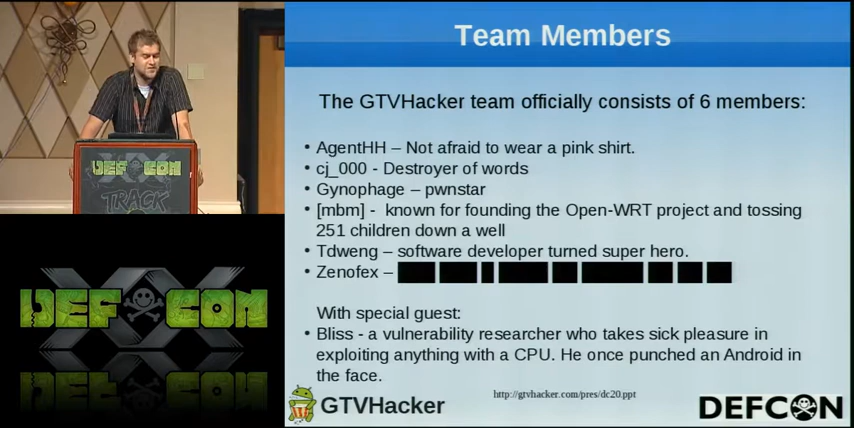 DEFCON
TRACK
DEFCON
DEFCON
Team Members
The GTVHacker team officially consists of 6 members:
• AgentHH – Not afraid to wear a pink shirt.
• cj_000 - Destroyer of words
• Gynophage – pwnstar
• [mbm] - known for founding the Open-WRT project and tossing
251 children down a well
• Tdweng – software developer turned super hero.
• Zenofex –
With special guest:
• Bliss - a vulnerability researcher who takes sick pleasure in
exploiting anything with a CPU. He once punched an Android in
the face.
http://gtvhacker.com/pres/dc20.ppt
GTVHacker
DEFCON